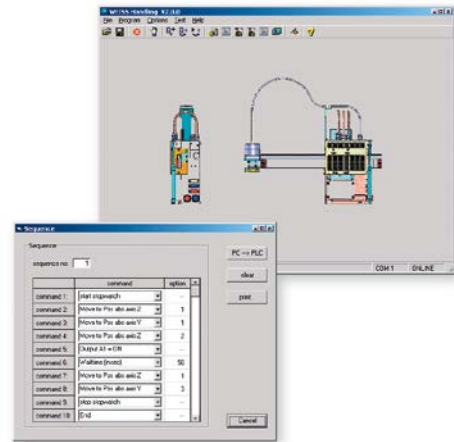 WEISS Handling V2.0.0
File Program Options Test Help
COM 1 ONLINE
Sequence
Sequence
sequence no: 1
PC --> PLC
clear
print
command option
command 1: start stopwatch ---
command 2: Move to Pos abs axis Z 1
command 3: Move to Pos abs axis Y 1
command 4: Move to Pos abs axis Z 2
command 5: Output A1 = ON ---
command 6: Waittime (msec) 50
command 7: Move to Pos abs axis Z 1
command 8: Move to Pos abs axis Y 3
command 9: stop stopwatch ---
command 10: End ---
Cancel